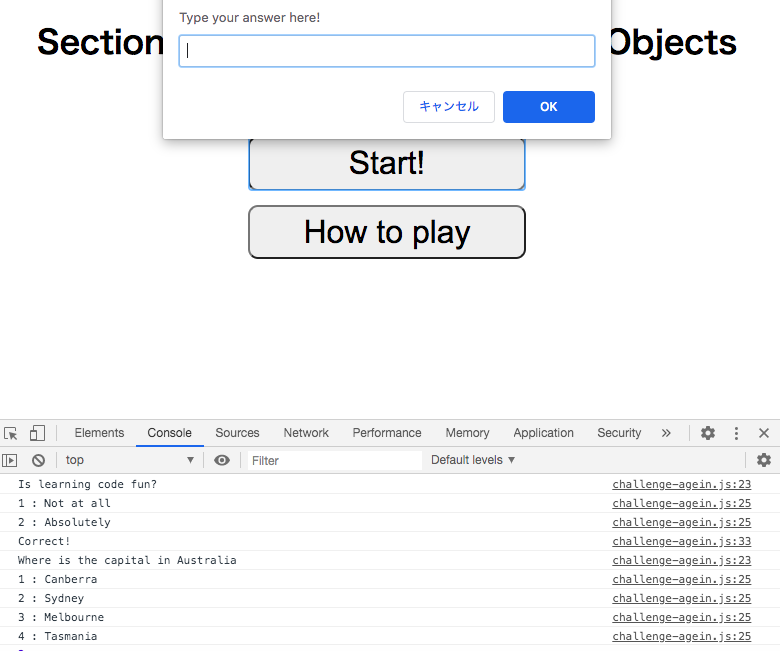 Type your answer here!
Section
Objects
キャンセル
OK
Start!
How to play
Elements Console Sources Network Performance Memory Application Security »
top ▼ Filter Default levels ▼
Is learning code fun? challenge-agein.js:23
1 : Not at all challenge-agein.js:25
2 : Absolutely challenge-agein.js:25
Correct! challenge-agein.js:33
Where is the capital in Australia challenge-agein.js:23
1 : Canberra challenge-agein.js:25
2 : Sydney challenge-agein.js:25
3 : Melbourne challenge-agein.js:25
4 : Tasmania challenge-agein.js:25